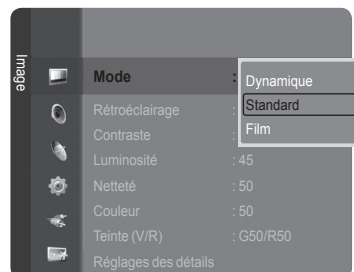 Image
Mode : Dynamique
Standard
Film
Rétroéclairage :
Contraste :
Luminosité : 45
Netteté : 50
Couleur : 50
Teinte (V/R) : G50/R50
Réglages des détails